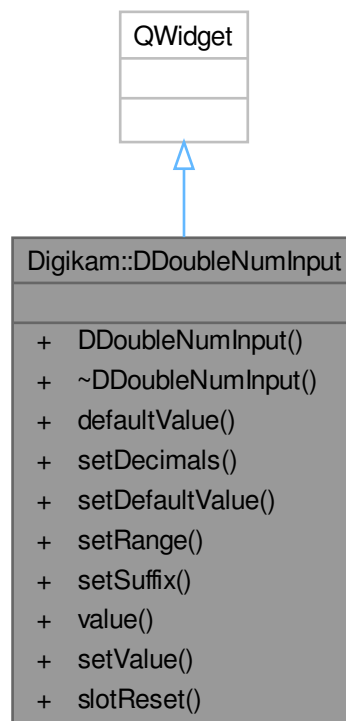 QWidget
Digikam::DDoubleNumInput
+ DDoubleNumInput()
+ ~DDoubleNumInput()
+ defaultValue()
+ setDecimals()
+ setDefaultValue()
+ setRange()
+ setSuffix()
+ value()
+ setValue()
+ slotReset()